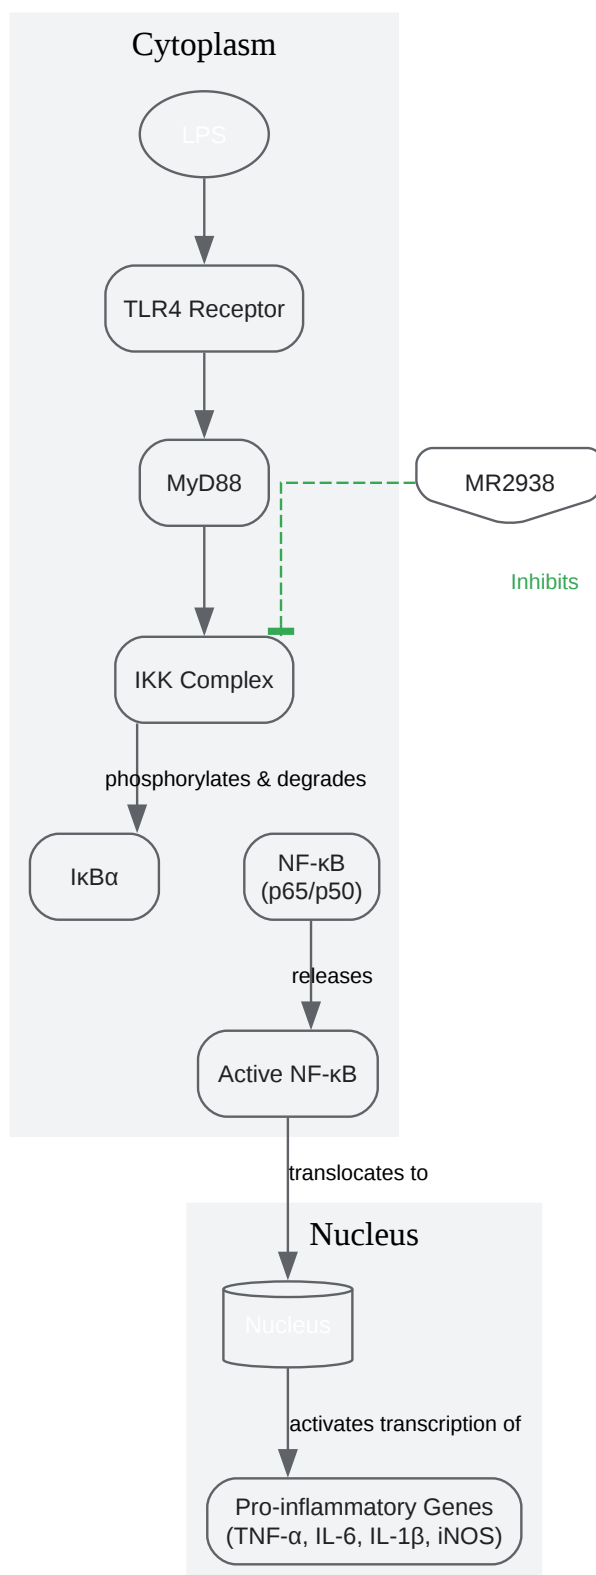 Cytoplasm
LPS
TLR4 Receptor
MyD88
MR2938
Inhibits
IKK Complex
phosphorylates & degrades
IκBα
NF-κB
(p65/p50)
releases
Active NF-κB
translocates to
Nucleus
Nucleus
activates transcription of
Pro-inflammatory Genes
(TNF-α, IL-6, IL-1β, iNOS)